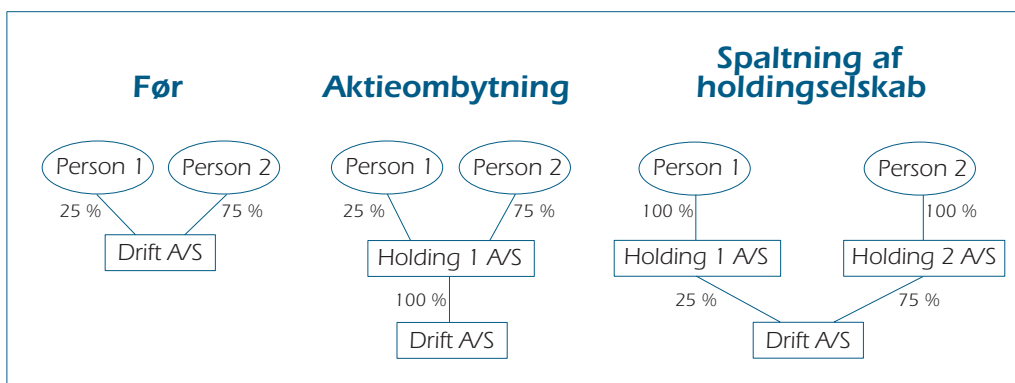 Før
Person 1
Person 2
25 %
75 %
Drift A/S
Aktieombytning
Person 1
Person 2
25 %
75 %
Holding 1 A/S
100 %
Drift A/S
Spaltning af
holdingselskab
Person 1
Person 2
100 %
100 %
Holding 1 A/S
Holding 2 A/S
25 %
75 %
Drift A/S